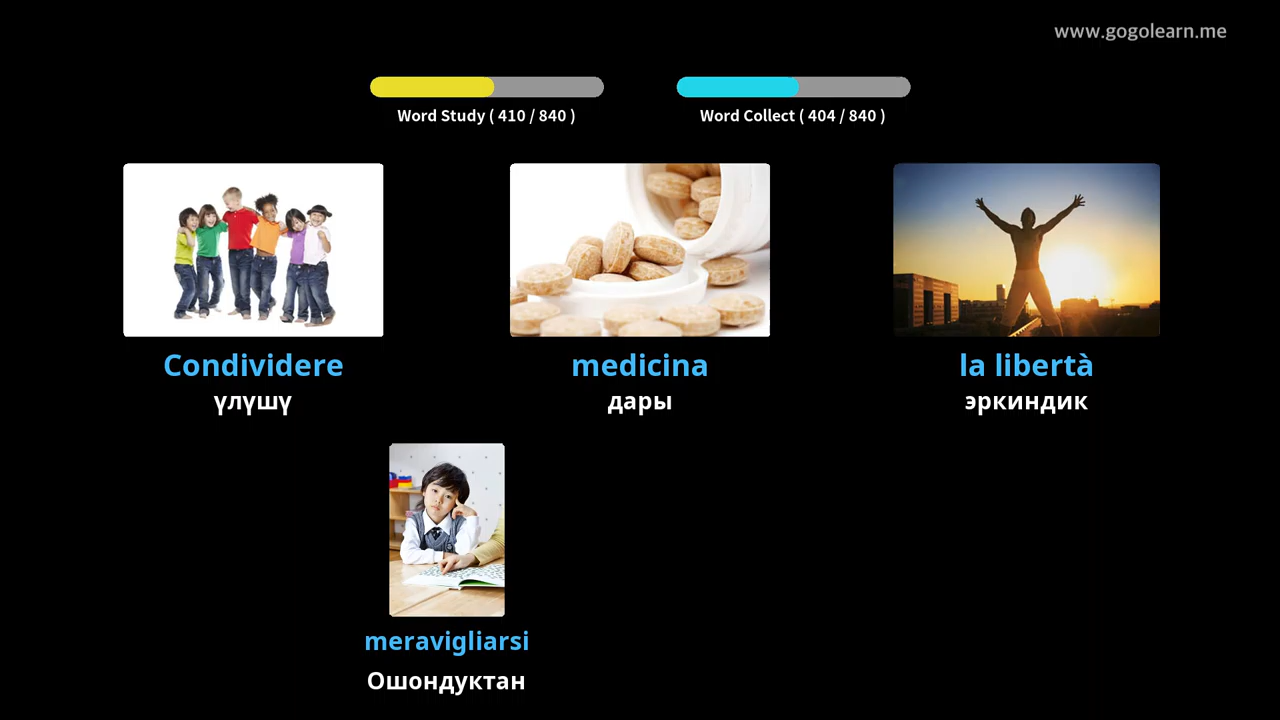 www.gogolearn.me
Word Study ( 410 / 840 )
Word Collect ( 404 / 840 )
Condividere
үлүшү
medicina
дары
la libertà
эркиндик
meravigliarsi
Ошондуктан